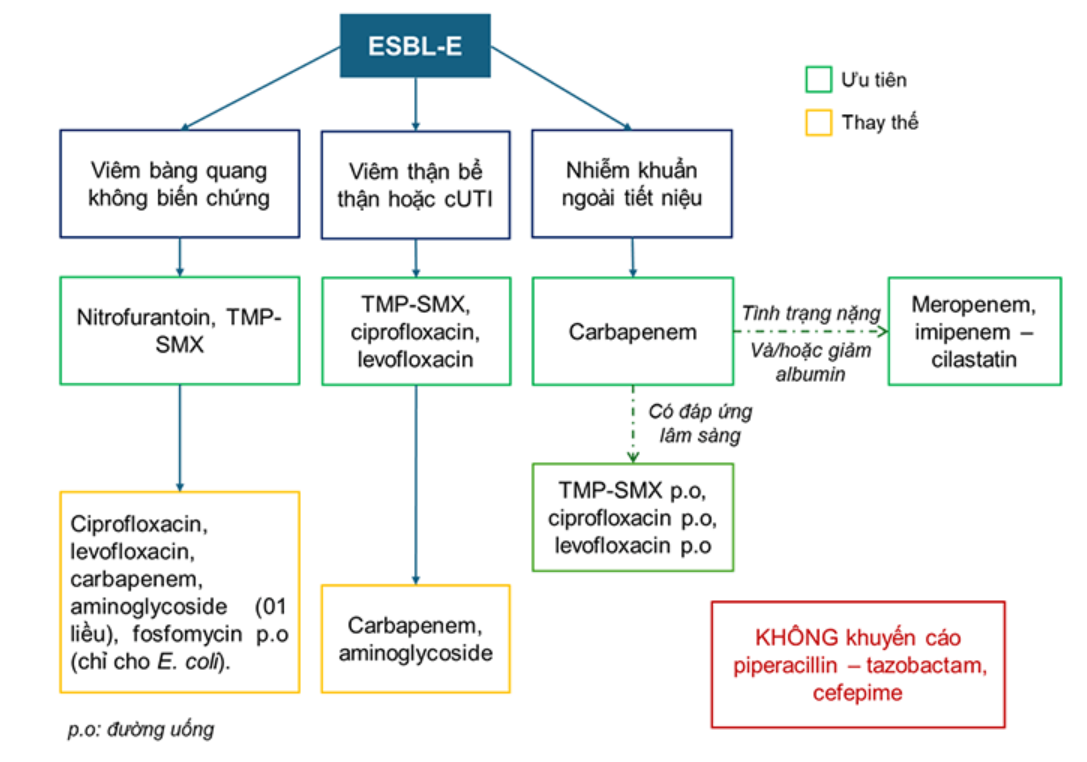 ESBL-E
Ưu tiên
Thay thế
Viêm bàng quang
không biến chứng
Viêm thận bể
thận hoặc cUTI
Nhiễm khuẩn
ngoài tiết niệu
Nitrofurantoin, TMP-
SMX
TMP-SMX,
ciprofloxacin,
levofloxacin
Carbapenem
Tình trạng nặng
Và/hoặc giảm
albumin
Meropenem,
imipenem –
cilastatin
Có đáp ứng
lâm sàng
TMP-SMX p.o,
ciprofloxacin p.o,
levofloxacin p.o
Ciprofloxacin,
levofloxacin,
carbapenem,
aminoglycoside (01
liều), fosfomycin p.o
(chỉ cho E. coli).
Carbapenem,
aminoglycoside
KHÔNG khuyến cáo
piperacillin – tazobactam,
cefepime
p.o: đường uống